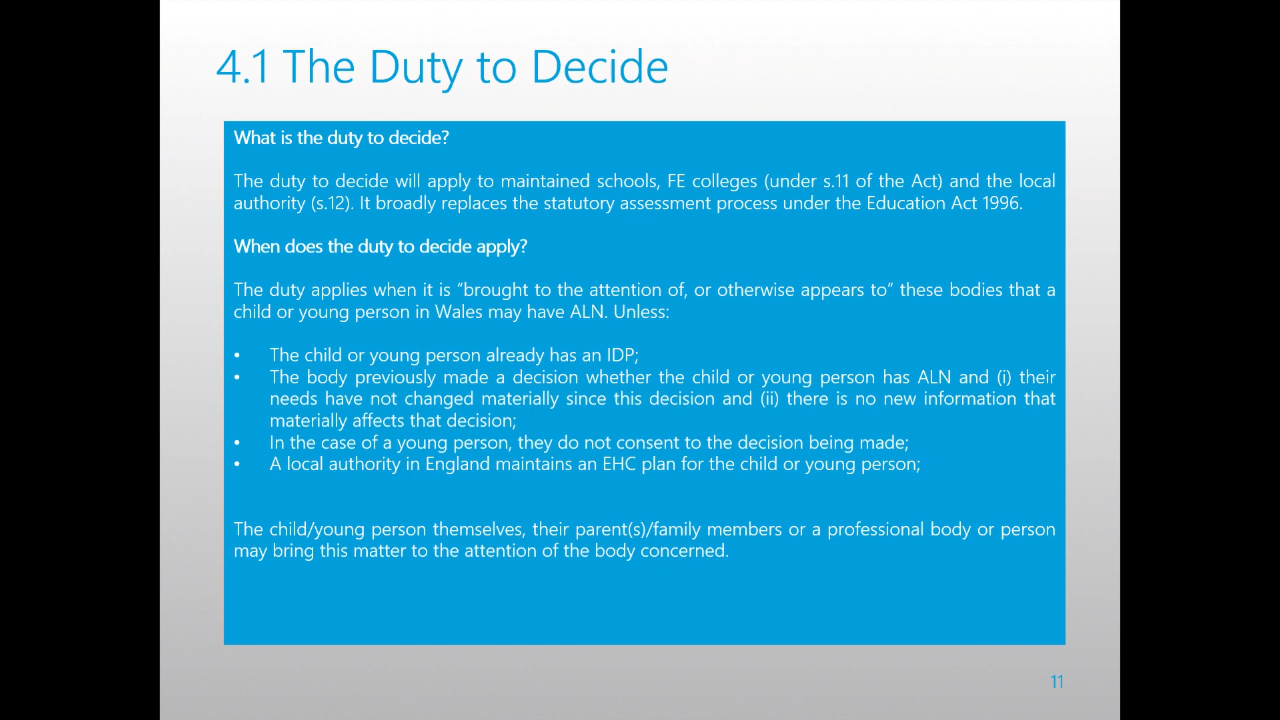 4.1 The Duty to Decide
What is the duty to decide?
The duty to decide will apply to maintained schools, FE colleges (under s.11 of the Act) and the local
authority (s.12). It broadly replaces the statutory assessment process under the Education Act 1996.
When does the duty to decide apply?
The duty applies when it is “brought to the attention of, or otherwise appears to” these bodies that a
child or young person in Wales may have ALN. Unless:
• The child or young person already has an IDP;
• The body previously made a decision whether the child or young person has ALN and (i) their
needs have not changed materially since this decision and (ii) there is no new information that
materially affects that decision;
• In the case of a young person, they do not consent to the decision being made;
• A local authority in England maintains an EHC plan for the child or young person;
The child/young person themselves, their parent(s)/family members or a professional body or person
may bring this matter to the attention of the body concerned.
11